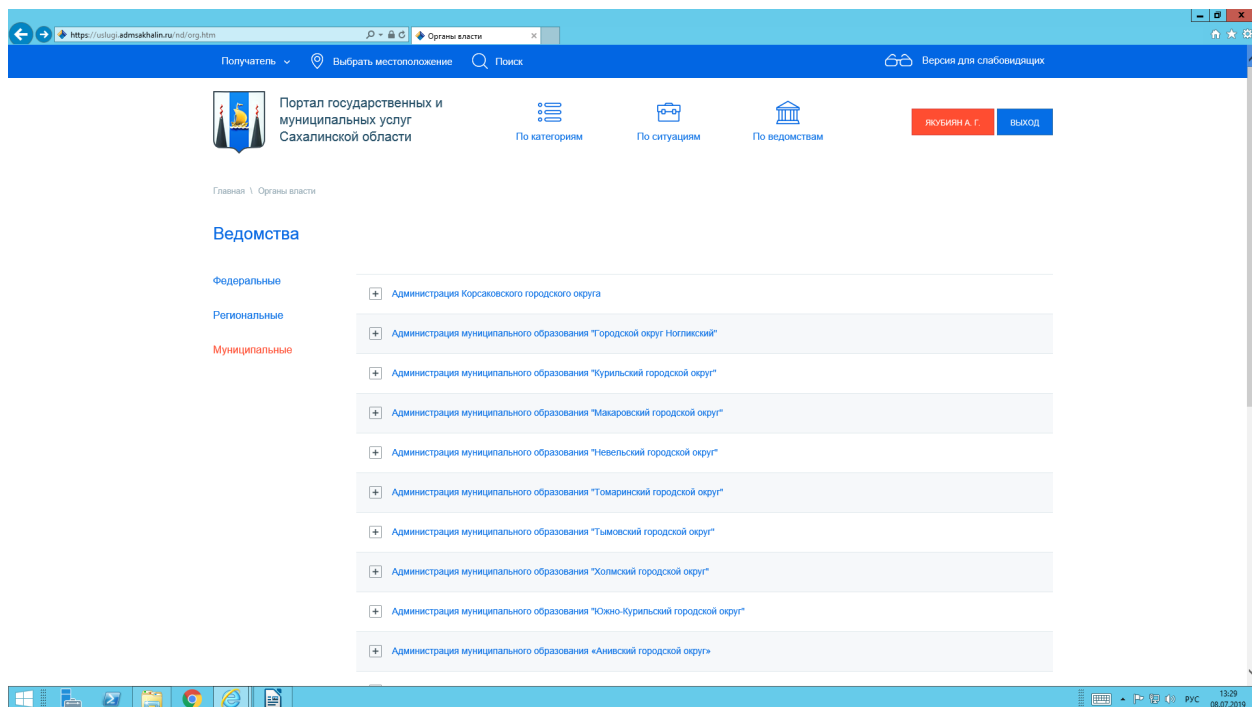 https://uslugi.admsakhalin.ru/nd/org.htm
Органы власти
Получатель
Выбрать местоположение
Поиск
Версия для слабовидящих
Портал государственных и
муниципальных услуг
Сахалинской области
По категориям
По ситуациям
По ведомствам
ЯКУБИЯН А. Г.
ВЫХОД
Главная \ Органы власти
Ведомства
Федеральные
Региональные
Муниципальные
Администрация Корсаковского городского округа
Администрация муниципального образования "Городской округ Ногликский"
Администрация муниципального образования "Курильский городской округ"
Администрация муниципального образования "Макаровский городской округ"
Администрация муниципального образования "Невельский городской округ"
Администрация муниципального образования "Томаринский городской округ"
Администрация муниципального образования "Тымовский городской округ"
Администрация муниципального образования "Холмский городской округ"
Администрация муниципального образования "Южно-Курильский городской округ"
Администрация муниципального образования «Анивский городской округ»
РУС
13:29
08.07.2019